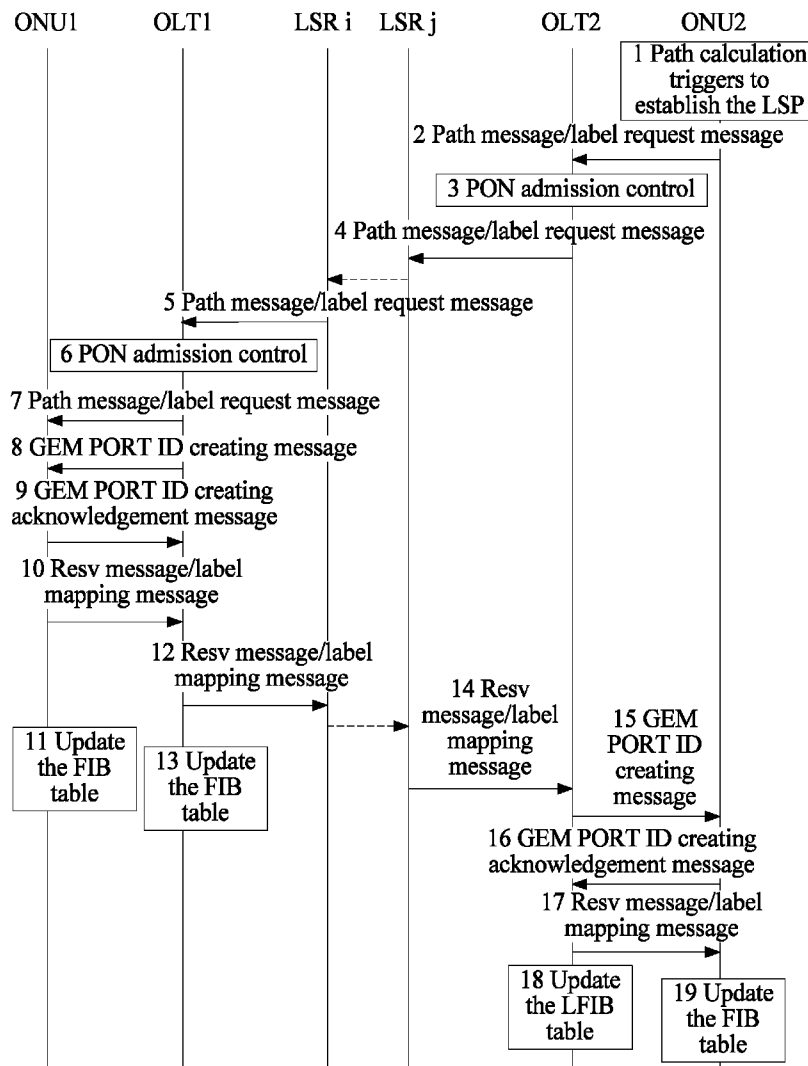 ONU1 OLT1 LSR i LSR j OLT2 ONU2
1 Path calculation
triggers to
establish the LSP
2 Path message/label request message
3 PON admission control
4 Path message/label request message
5 Path message/label request message
6 PON admission control
7 Path message/label request message
8 GEM PORT ID creating message
9 GEM PORT ID creating
acknowledgement message
10 Resv message/label
mapping message
12 Resv message/label
mapping message
14 Resv
message/label
mapping
message
11 Update
the FIB
table
13 Update
the FIB
table
15 GEM
PORT ID
creating
message
16 GEM PORT ID creating
acknowledgement message
17 Resv message/label
mapping message
18 Update
the LFIB
table
19 Update
the FIB
table